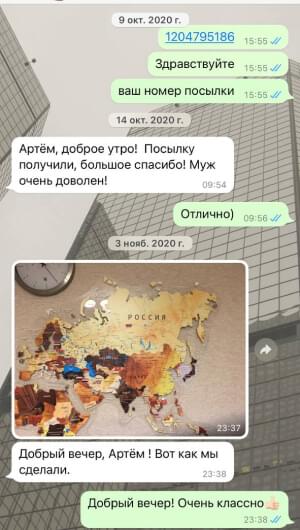 9 окт. 2020 г.
1204795186
15:55
Здравствуйте
15:55
ваш номер посылки
15:55
14 окт. 2020 г.
Артём, доброе утро! Посылку
получили, большое спасибо! Муж
очень доволен!
09:54
Отлично)
09:56
3 нояб. 2020 г.
РОССИЯ
23:37
Добрый вечер, Артём ! Вот как мы
сделали.
23:38
Добрый вечер! Очень классно👍🏻
23:38